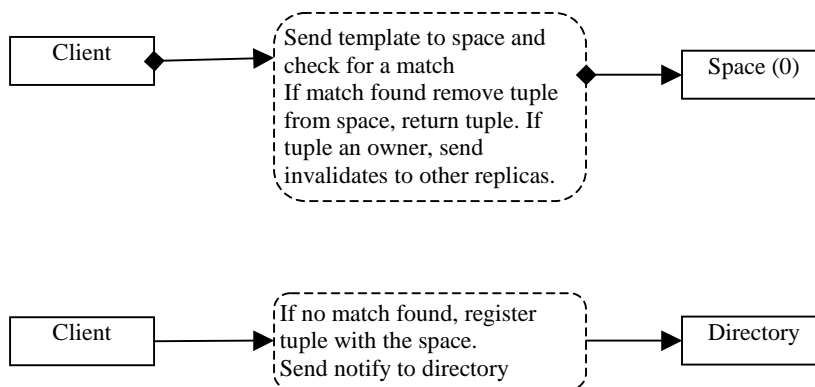 Client
Send template to space and
check for a match
If match found remove tuple
from space, return tuple. If
tuple an owner, send
invalidates to other replicas.
Space (0)
Client
If no match found, register
tuple with the space.
Send notify to directory
Directory